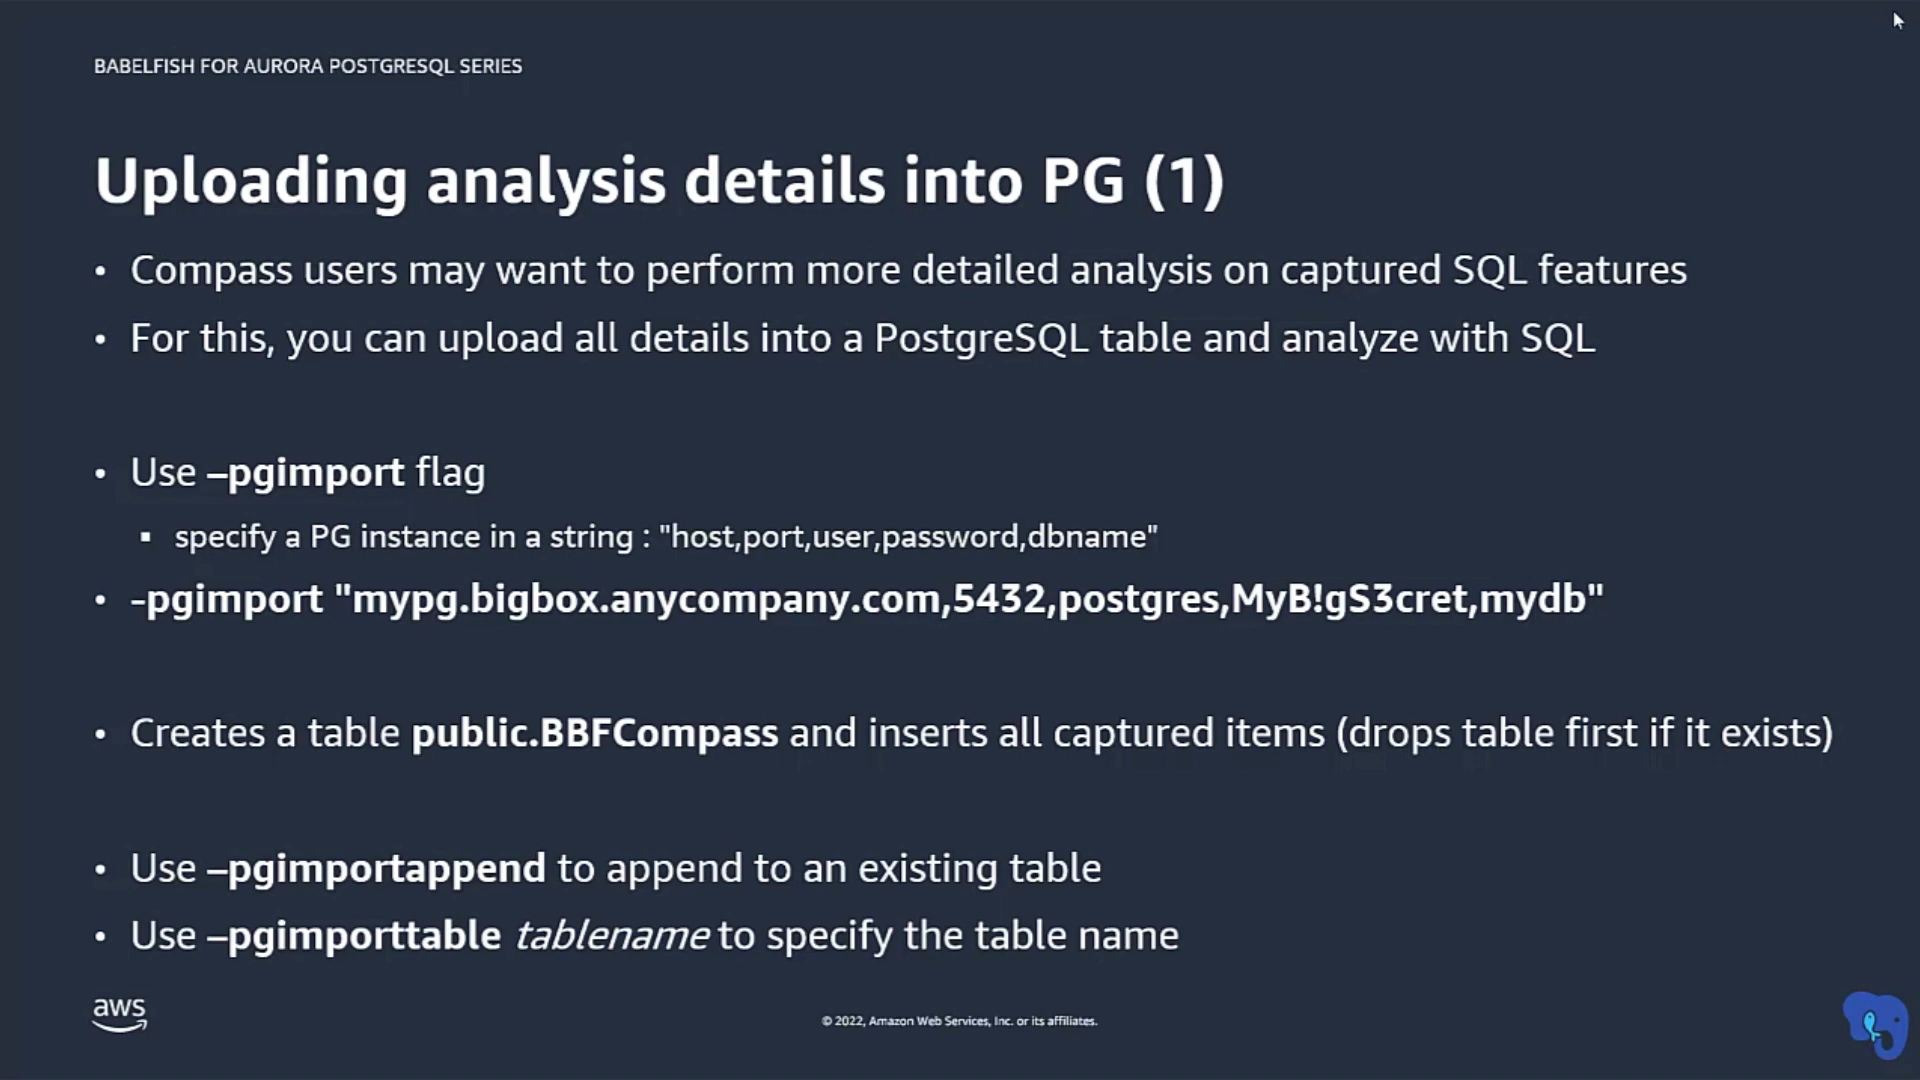 BABELFISH FOR AURORA POSTGRESQL SERIES
Uploading analysis details into PG (1)
• Compass users may want to perform more detailed analysis on captured SQL features
• For this, you can upload all details into a PostgreSQL table and analyze with SQL
• Use –pgimport flag
▪ specify a PG instance in a string : "host,port,user,password,dbname"
• -pgimport "mypg.bigbox.anycompany.com,5432,postgres,MyB!gS3cret,mydb"
• Creates a table public.BBFCompass and inserts all captured items (drops table first if it exists)
• Use –pgimportappend to append to an existing table
• Use –pgimporttable tablename to specify the table name
aws
© 2022, Amazon Web Services, Inc. or its affiliates.